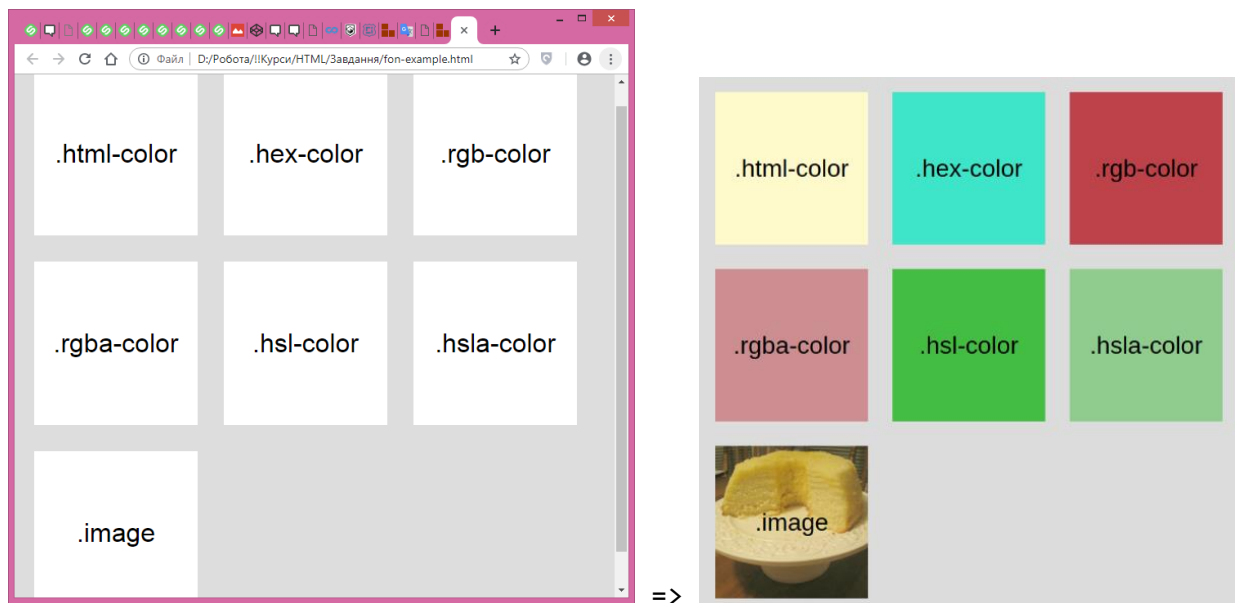 Файл D:/Робота/!!Курси/HTML/Завдання/fon-example.html
.html-color .hex-color .rgb-color
.rgba-color .hsl-color .hsla-color
.image
=>
.html-color .hex-color .rgb-color
.rgba-color .hsl-color .hsla-color
.image